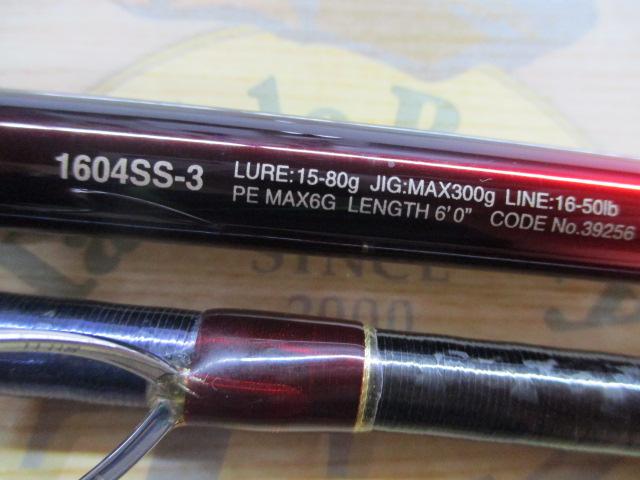 1604SS-3 LURE:15-80g JIG:MAX300g LINE:16-50lb
PE MAX6G LENGTH 6'0" CODE No.39256
SINCE
2000